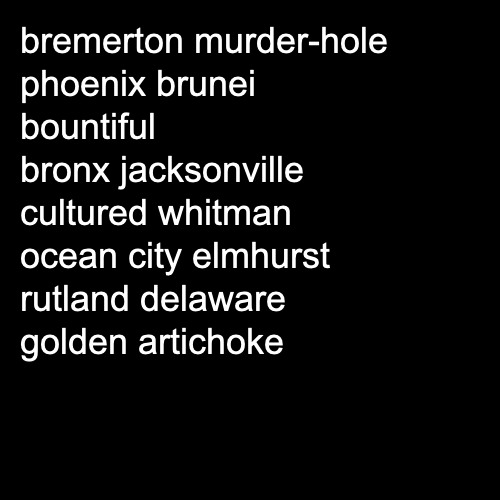 bremerton murder-hole
phoenix brunei
bountiful
bronx jacksonville
cultured whitman
ocean city elmhurst
rutland delaware
golden artichoke